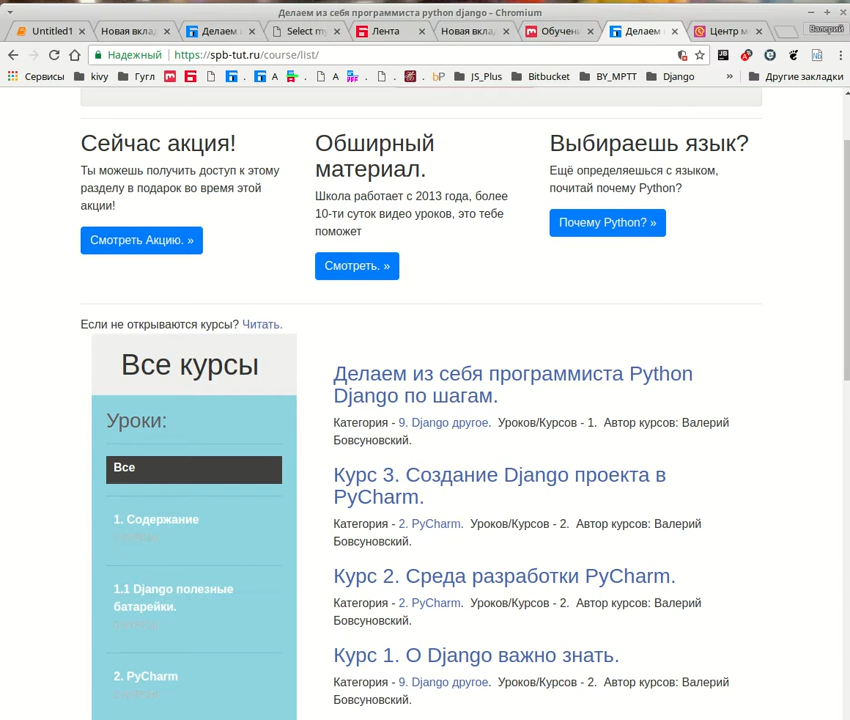 Делаем из себя программиста python django – Chromium
Untitled1
Новая вкла
Делаем
Select my
Лента
Новая вкла
Обучен
Делаем
Центр м
Валерий
Надежный
https://spb-tut.ru/course/list/
Сервисы
kivy
Гугл
A
A
bP
JS_Plus
Bitbucket
BY_MPTT
Django
»
Другие закладки
Сейчас акция!
Ты можешь получить доступ к этому
разделу в подарок во время этой
акции!
Смотреть Акцию. »
Обширный
материал.
Школа работает с 2013 года, более
10-ти суток видео уроков, это тебе
поможет
Смотреть. »
Выбираешь язык?
Ещё определяешься с языком,
почитай почему Python?
Почему Python? »
Если не открываются курсы? Читать.
Все курсы
Уроки:
Все
1. Содержание
1.1 Django полезные
батарейки.
2. PyCharm
Делаем из себя программиста Python
Django по шагам.
Категория - 9. Django другое. Уроков/Курсов - 1. Автор курсов: Валерий
Бовсуновский.
Курс 3. Создание Django проекта в
PyCharm.
Категория - 2. PyCharm. Уроков/Курсов - 2. Автор курсов: Валерий
Бовсуновский.
Курс 2. Среда разработки PyCharm.
Категория - 2. PyCharm. Уроков/Курсов - 2. Автор курсов: Валерий
Бовсуновский.
Курс 1. О Django важно знать.
Категория - 9. Django другое. Уроков/Курсов - 2. Автор курсов: Валерий
Бовсуновский.